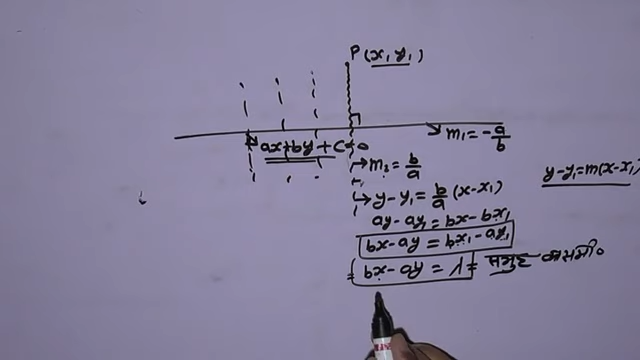 P(x₁ y₁)
m₁ = -a/b
ax+by+c=0
m₂ = b/a
y-y₁=m(x-x₁)
y-y₁ = b/a (x-x₁)
ay-ay₁ = bx-bx₁
bx-ay = bx₁-ay₁
bx-ay = λ =